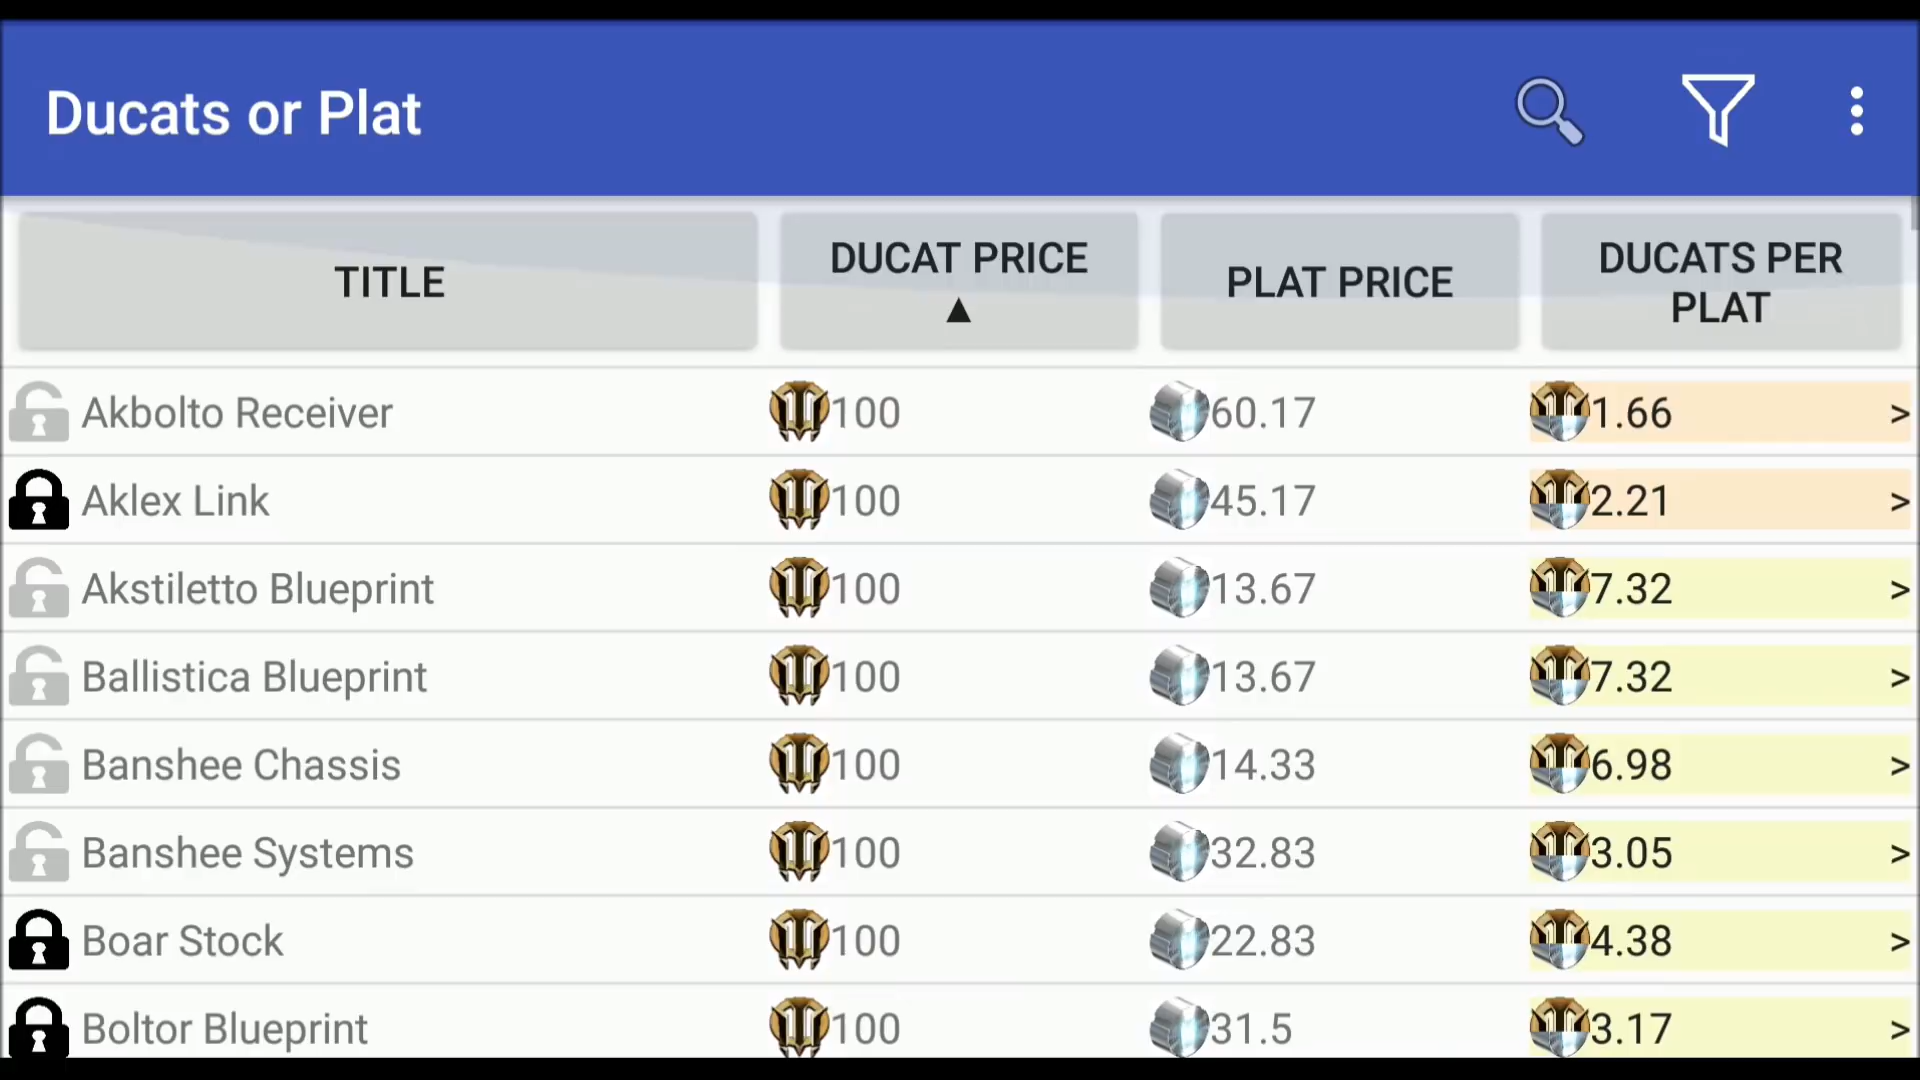 Ducats or Plat
TITLE
DUCAT PRICE
▲
PLAT PRICE
DUCATS PER
PLAT
Akbolto Receiver 100 60.17 1.66 >
Aklex Link 100 45.17 2.21 >
Akstiletto Blueprint 100 13.67 7.32 >
Ballistica Blueprint 100 13.67 7.32 >
Banshee Chassis 100 14.33 6.98 >
Banshee Systems 100 32.83 3.05 >
Boar Stock 100 22.83 4.38 >
Boltor Blueprint 100 31.5 3.17 >